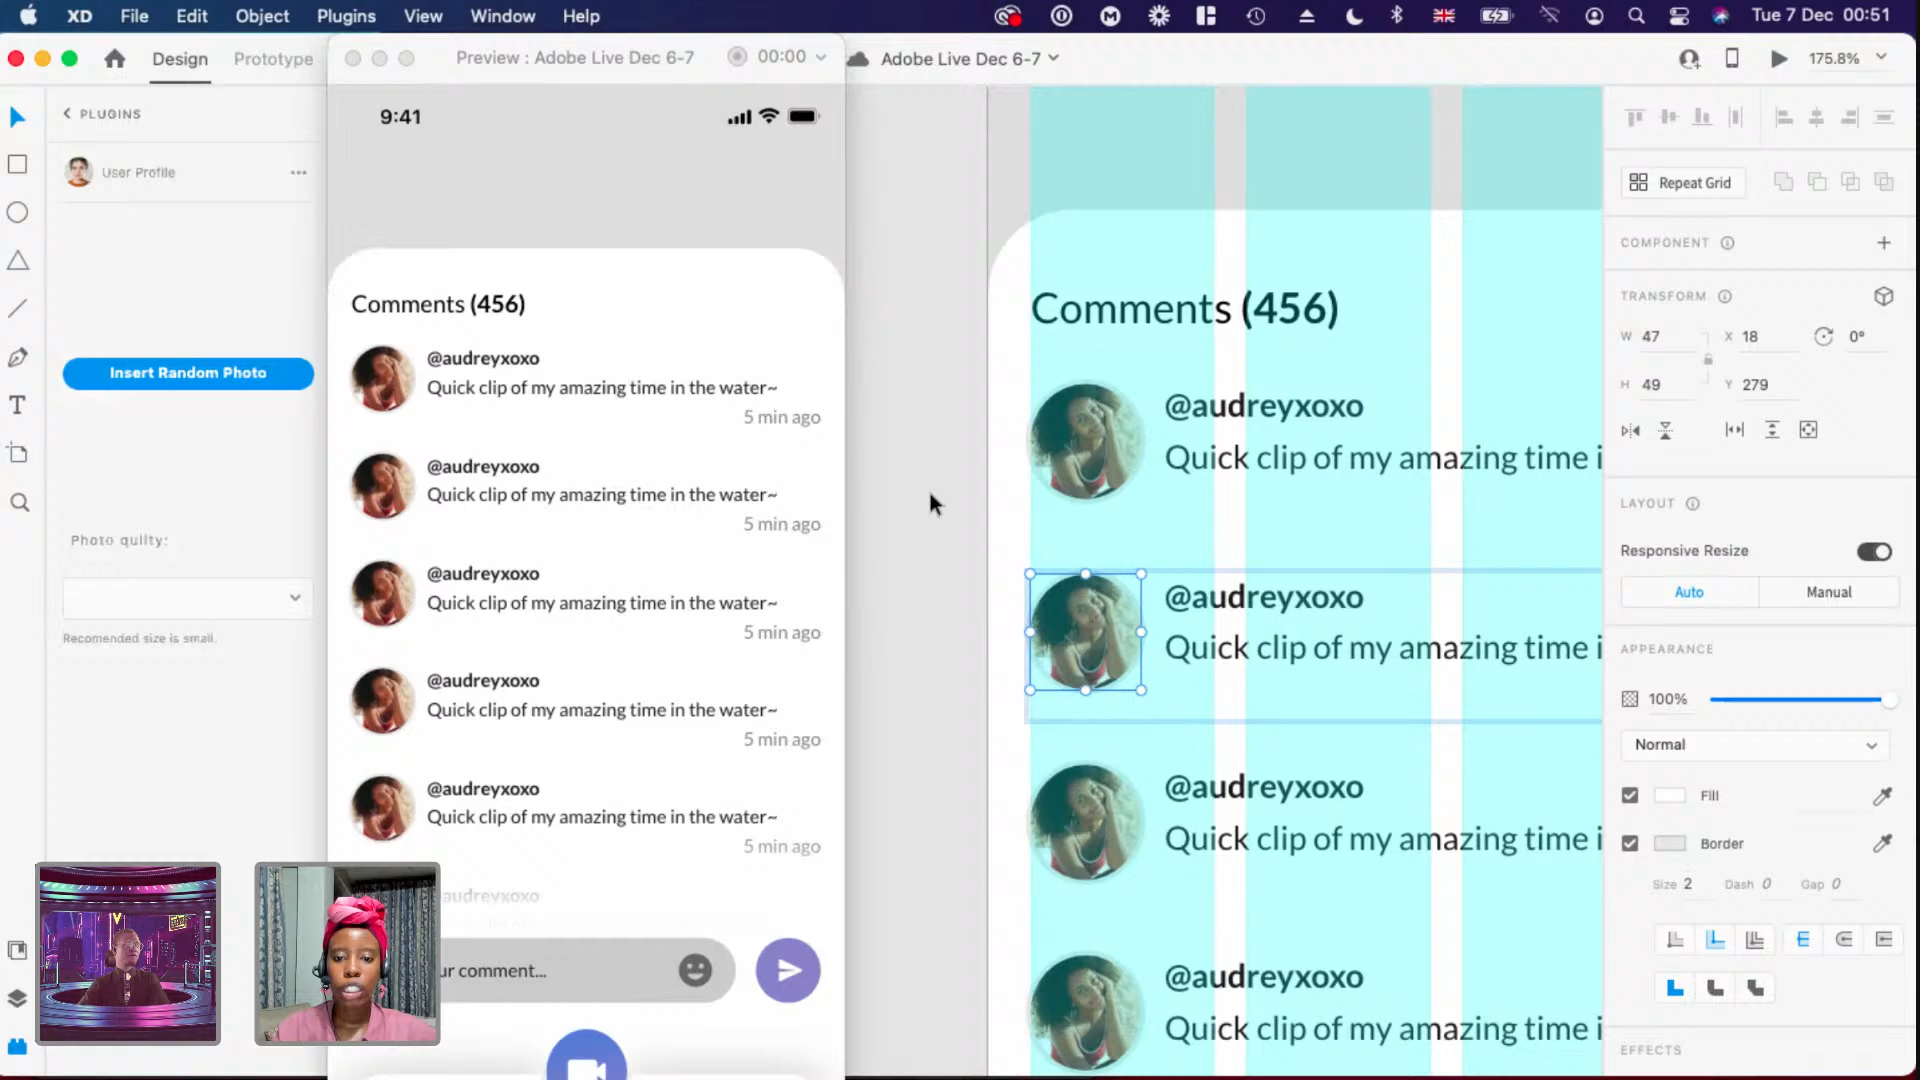 XD File Edit Object Plugins View Window Help
Tue 7 Dec 00:51
Design Prototype
Preview : Adobe Live Dec 6-7
00:00
Adobe Live Dec 6-7
175.8%
PLUGINS
User Profile
Insert Random Photo
Photo quilty:
Recomended size is small.
9:41
Comments (456)
@audreyxoxo
Quick clip of my amazing time in the water~
5 min ago
@audreyxoxo
Quick clip of my amazing time in the water~
5 min ago
@audreyxoxo
Quick clip of my amazing time in the water~
5 min ago
@audreyxoxo
Quick clip of my amazing time in the water~
5 min ago
@audreyxoxo
Quick clip of my amazing time in the water~
5 min ago
@audreyxoxo
ur comment...
Comments (456)
@audreyxoxo
Quick clip of my amazing time i
@audreyxoxo
Quick clip of my amazing time i
@audreyxoxo
Quick clip of my amazing time i
@audreyxoxo
Quick clip of my amazing time i
Repeat Grid
COMPONENT
TRANSFORM
W 47 X 18 0°
H 49 Y 279
LAYOUT
Responsive Resize
Auto Manual
APPEARANCE
100%
Normal
Fill
Border
Size 2 Dash 0 Gap 0
EFFECTS